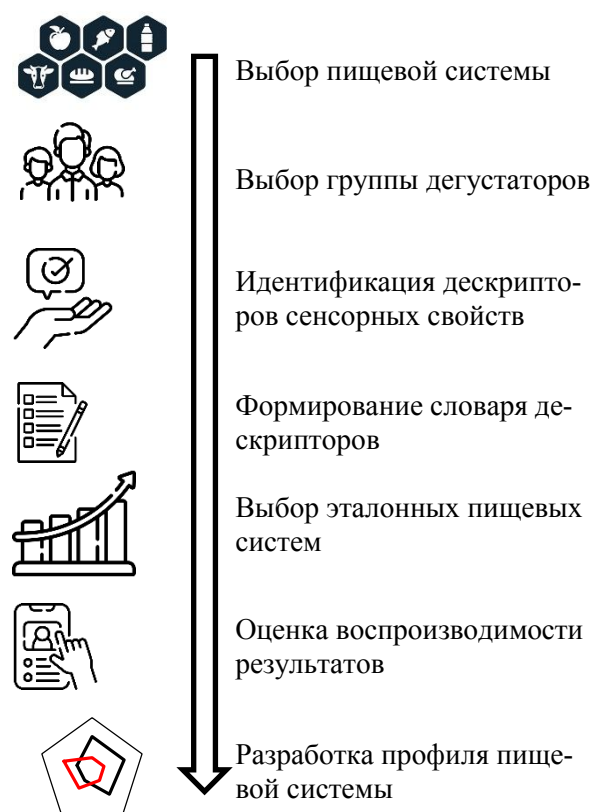 Выбор пищевой системы
Выбор группы дегустаторов
Идентификация дескрипто-
ров сенсорных свойств
Формирование словаря де-
скрипторов
Выбор эталонных пищевых
систем
Оценка воспроизводимости
результатов
Разработка профиля пище-
вой системы